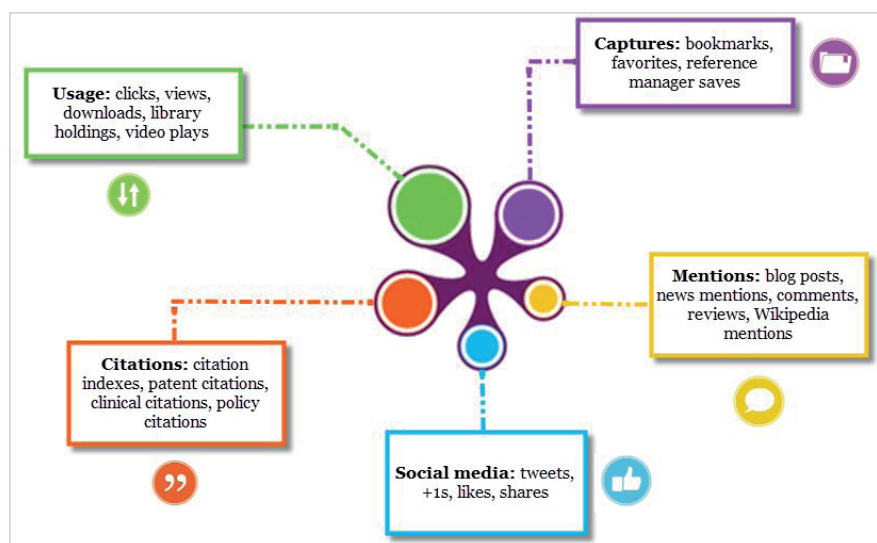 Captures: bookmarks,
favorites, reference
manager saves
Usage: clicks, views,
downloads, library
holdings, video plays
Mentions: blog posts,
news mentions, comments,
reviews, Wikipedia
mentions
Citations: citation
indexes, patent citations,
clinical citations, policy
citations
Social media: tweets,
+1s, likes, shares